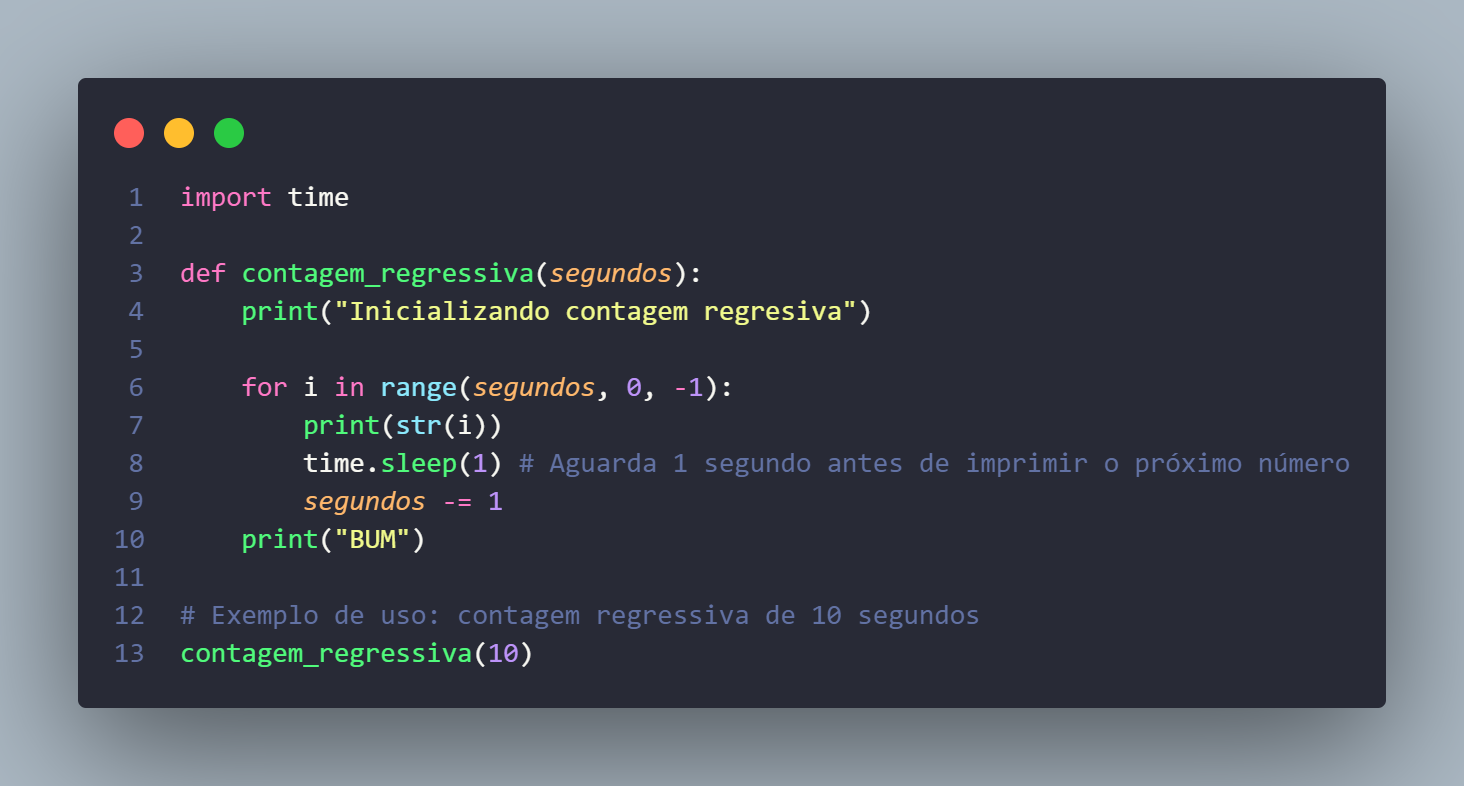 1 import time
2
3 def contagem_regressiva(segundos):
4     print("Inicializando contagem regresiva")
5
6     for i in range(segundos, 0, -1):
7         print(str(i))
8         time.sleep(1) # Aguarda 1 segundo antes de imprimir o próximo número
9         segundos -= 1
10     print("BUM")
11
12 # Exemplo de uso: contagem regressiva de 10 segundos
13 contagem_regressiva(10)